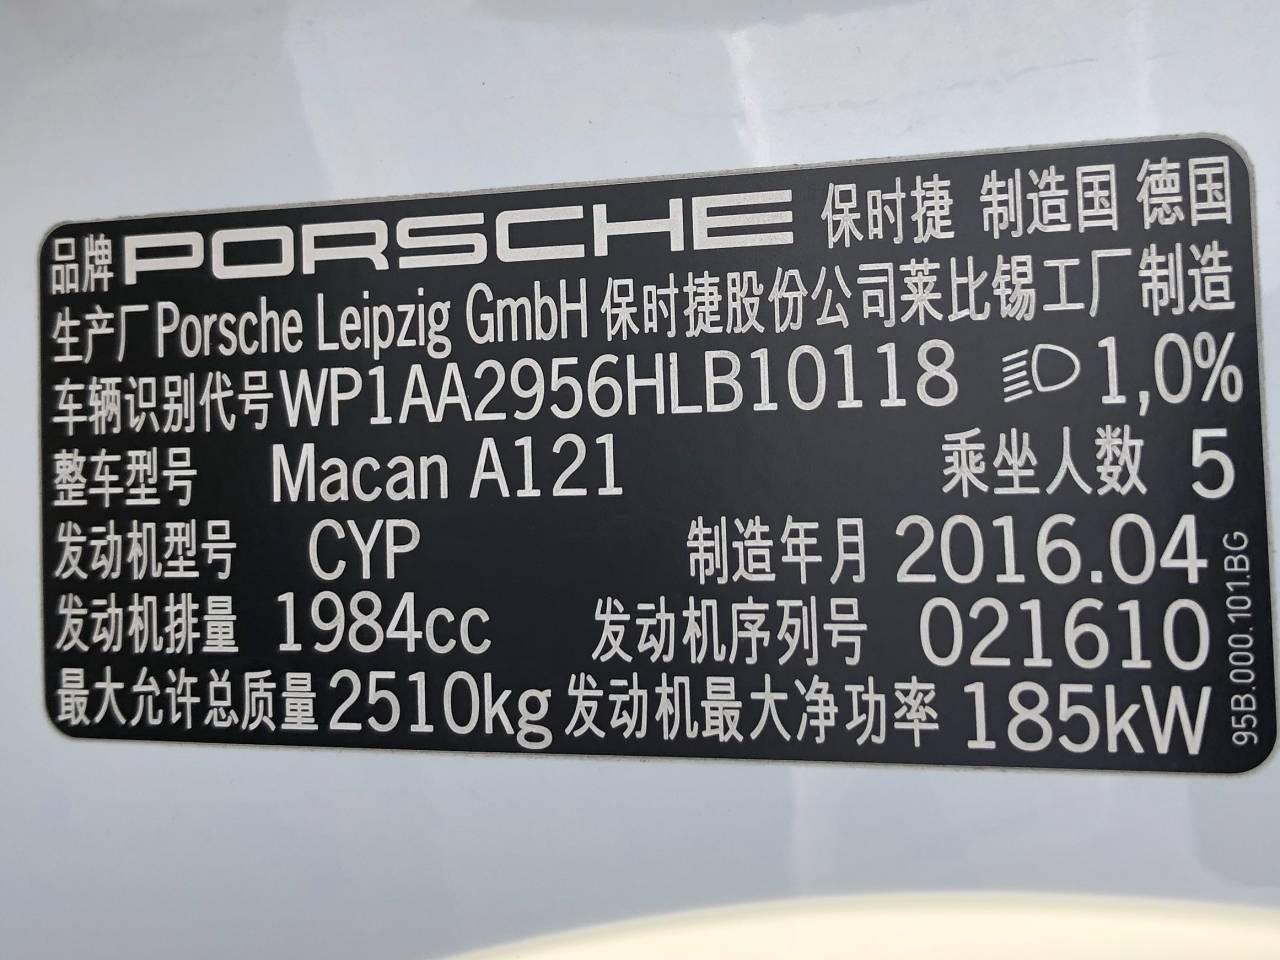 品牌 PORSCHE 保时捷 制造国 德国
生产厂 Porsche Leipzig GmbH 保时捷股份公司莱比锡工厂制造
车辆识别代号 WP1AA2956HLB10118 1,0%
整车型号 Macan A121 乘坐人数 5
发动机型号 CYP 制造年月 2016.04
发动机排量 1984cc 发动机序列号 021610
最大允许总质量 2510kg 发动机最大净功率 185kW
95B.000.101.BG